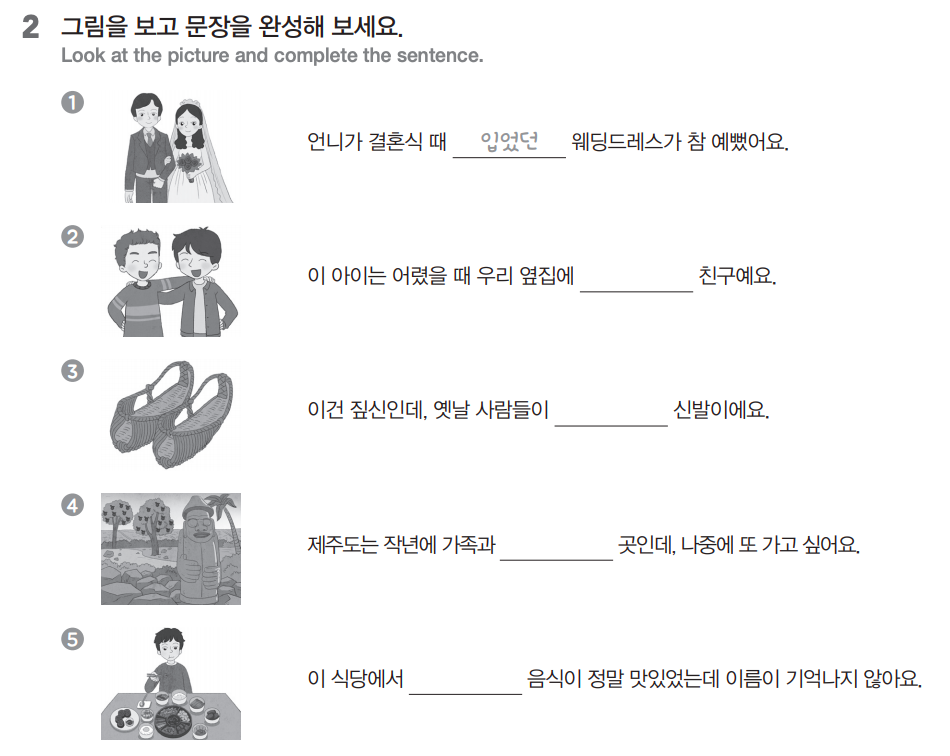 2 그림을 보고 문장을 완성해 보세요.
Look at the picture and complete the sentence.
1 언니가 결혼식 때 입었던 웨딩드레스가 참 예뻤어요.
2 이 아이는 어렸을 때 우리 옆집에 ________ 친구예요.
3 이건 짚신인데, 옛날 사람들이 ________ 신발이에요.
4 제주도는 작년에 가족과 ________ 곳인데, 나중에 또 가고 싶어요.
5 이 식당에서 ________ 음식이 정말 맛있었는데 이름이 기억나지 않아요.